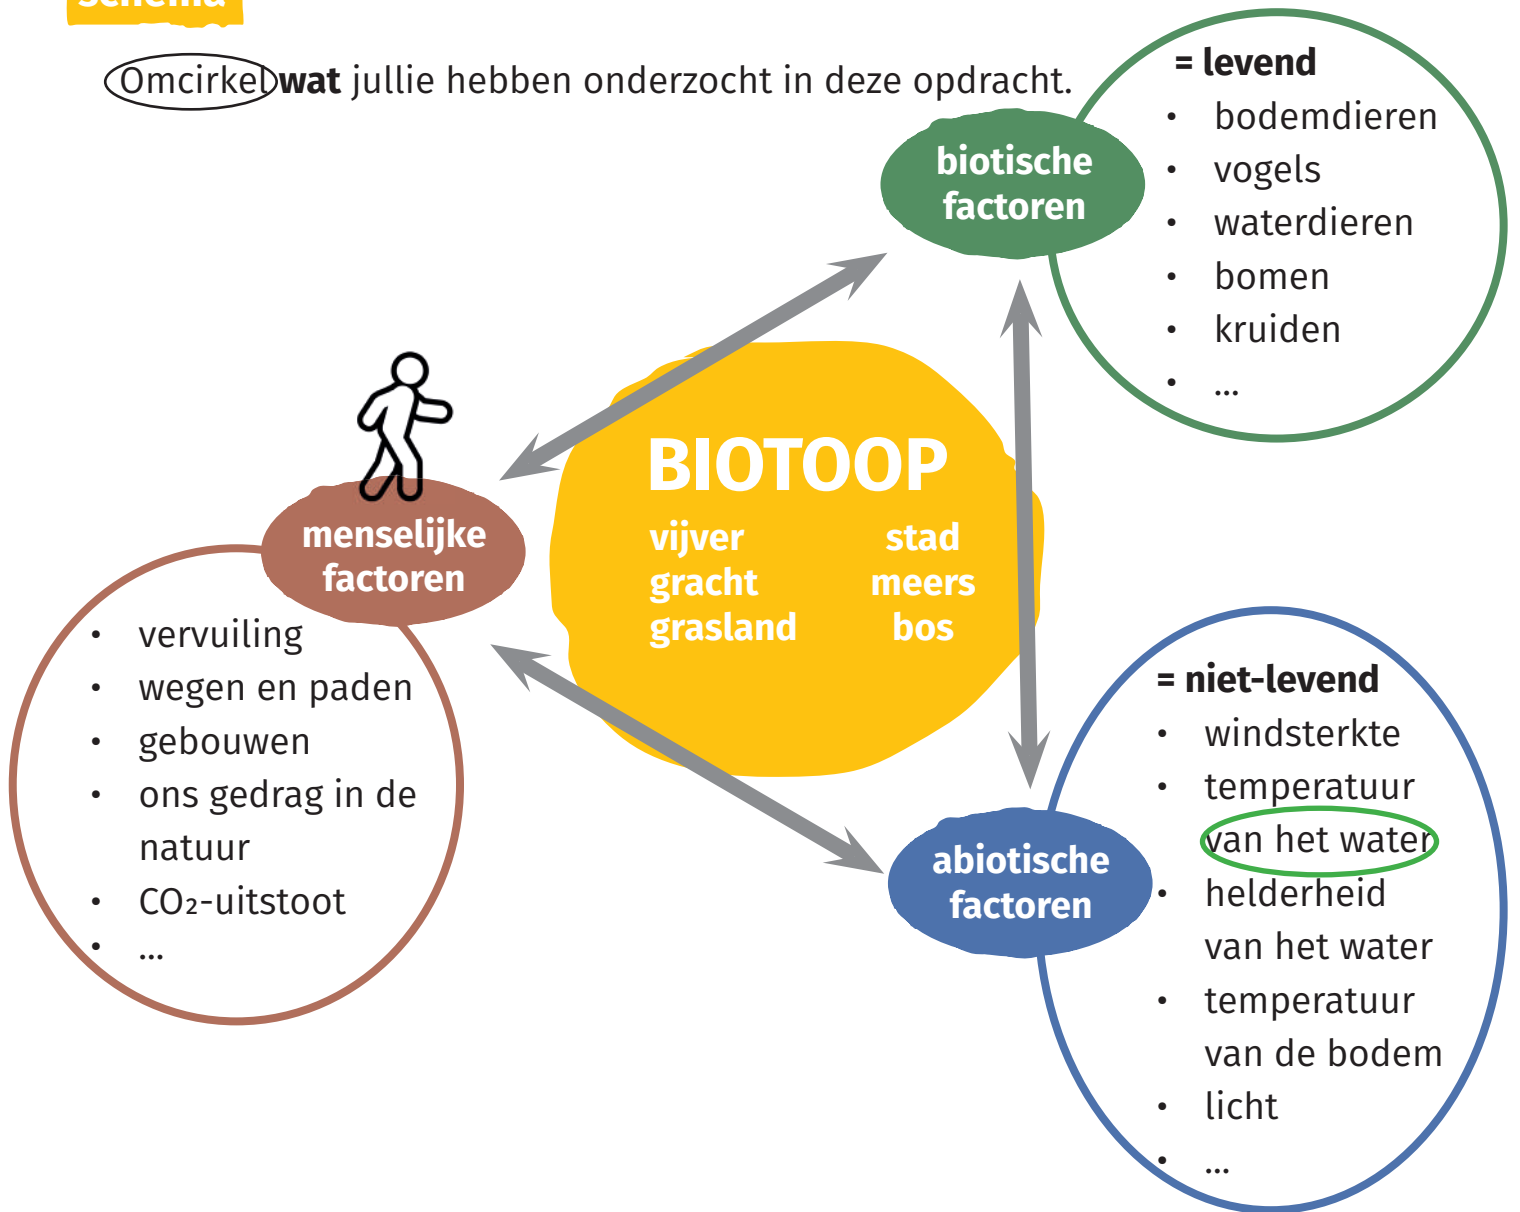 schema
Omcirkel wat jullie hebben onderzocht in deze opdracht.
biotische
factoren
= levend
• bodemdieren
• vogels
• waterdieren
• bomen
• kruiden
• ...
BIOTOOP
vijver stad
gracht meers
grasland bos
menselijke
factoren
• vervuiling
• wegen en paden
• gebouwen
• ons gedrag in de
natuur
• CO₂-uitstoot
• ...
abiotische
factoren
= niet-levend
• windsterkte
• temperatuur
van het water
• helderheid
van het water
• temperatuur
van de bodem
• licht
• ...